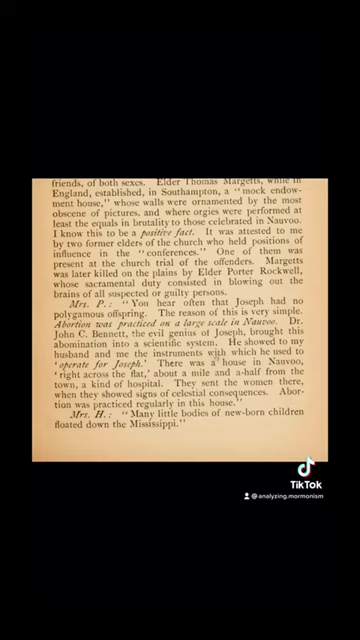 friends, of both sexes. Elder Thomas Margetts, while in
England, established, in Southampton, a "mock endow-
ment house," whose walls were ornamented by the most
obscene of pictures, and where orgies were performed at
least the equals in brutality to those celebrated in Nauvoo.
I know this to be a positive fact. It was attested to me
by two former elders of the church who held positions of
influence in the "conferences." One of them was
present at the church trial of the offenders. Margetts
was later killed on the plains by Elder Porter Rockwell,
whose sacramental duty consisted in blowing out the
brains of all suspected or guilty persons.
Mrs. P.: "You hear often that Joseph had no
polygamous offspring. The reason of this is very simple.
Abortion was practiced on a large scale in Nauvoo. Dr.
John C. Bennett, the evil genius of Joseph, brought this
abomination into a scientific system. He showed to my
husband and me the instruments with which he used to
'operate for Joseph.' There was a house in Nauvoo,
'right across the flat,' about a mile and a-half from the
town, a kind of hospital. They sent the women there,
when they showed signs of celestial consequences. Abor-
tion was practiced regularly in this house."
Mrs. H.: "Many little bodies of new-born children
floated down the Mississippi."
TikTok
@analyzing.mormonism